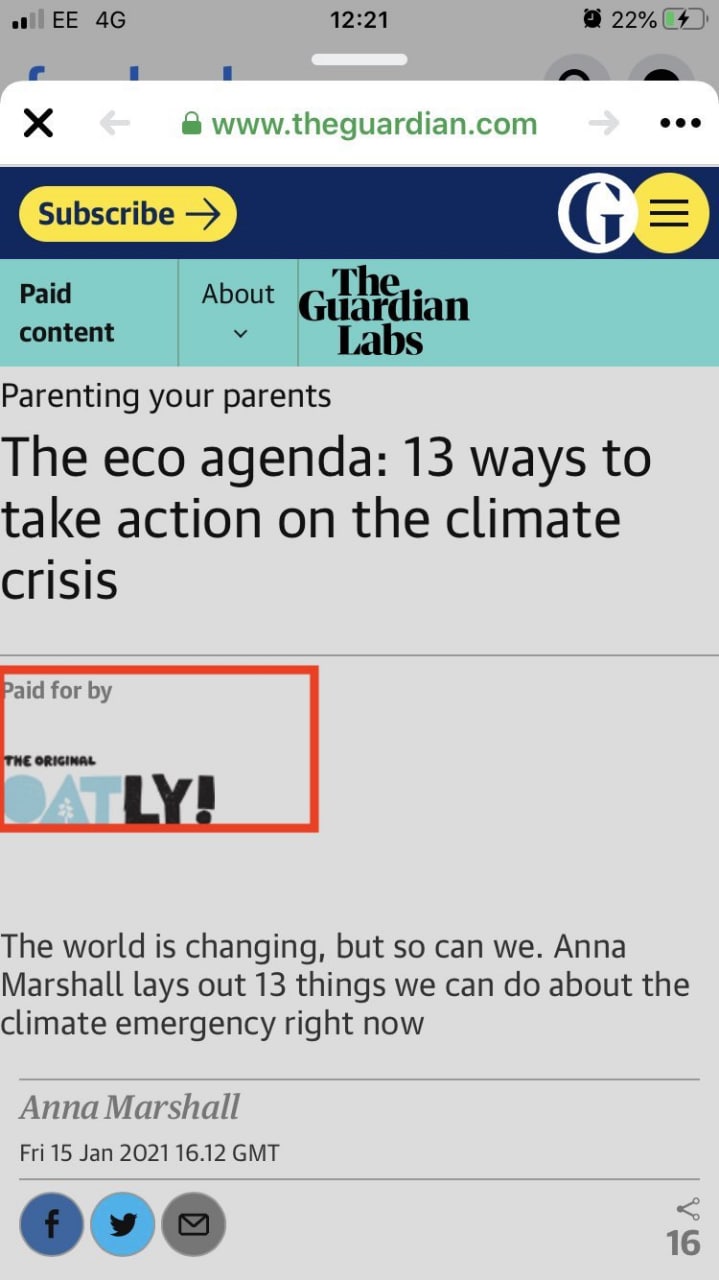 EE 4G 12:21 22%
www.theguardian.com
Subscribe
G
Paid
content
About
The
Guardian
Labs
Parenting your parents
The eco agenda: 13 ways to
take action on the climate
crisis
Paid for by
THE ORIGINAL
OATLY!
The world is changing, but so can we. Anna
Marshall lays out 13 things we can do about the
climate emergency right now
Anna Marshall
Fri 15 Jan 2021 16.12 GMT
16